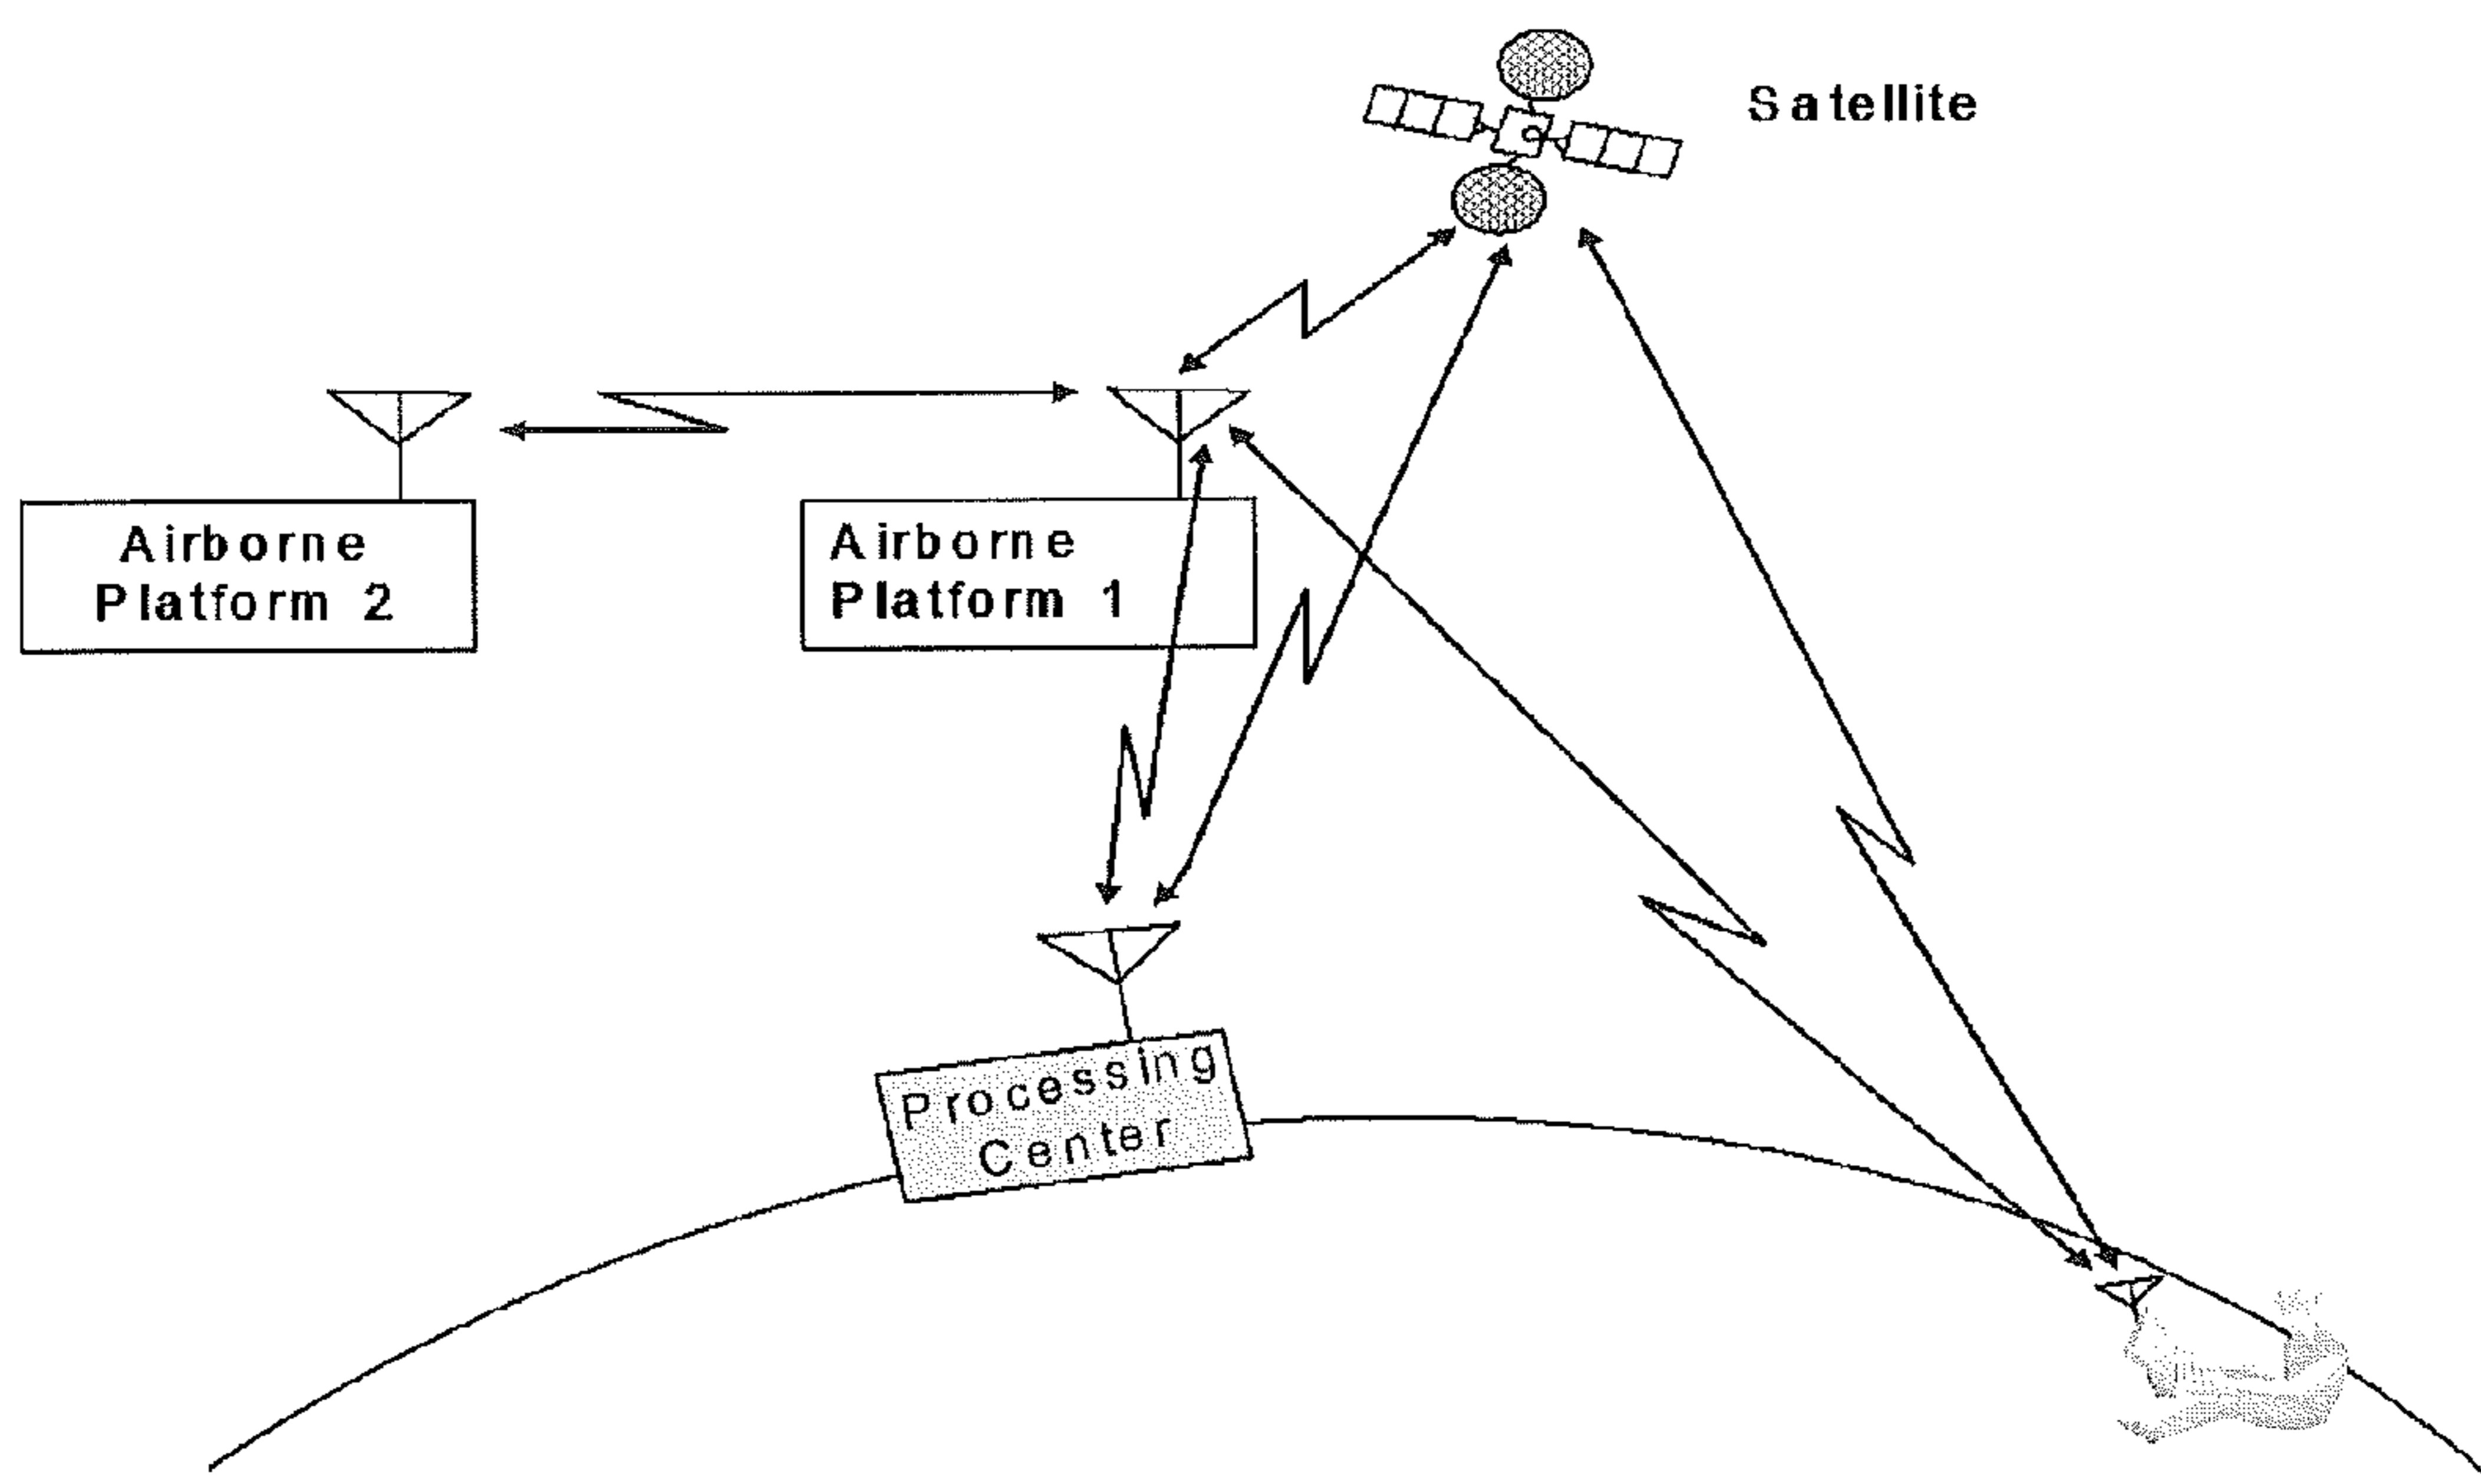 Satellite
Airborne
Platform 2
Airborne
Platform 1
Processing
Center